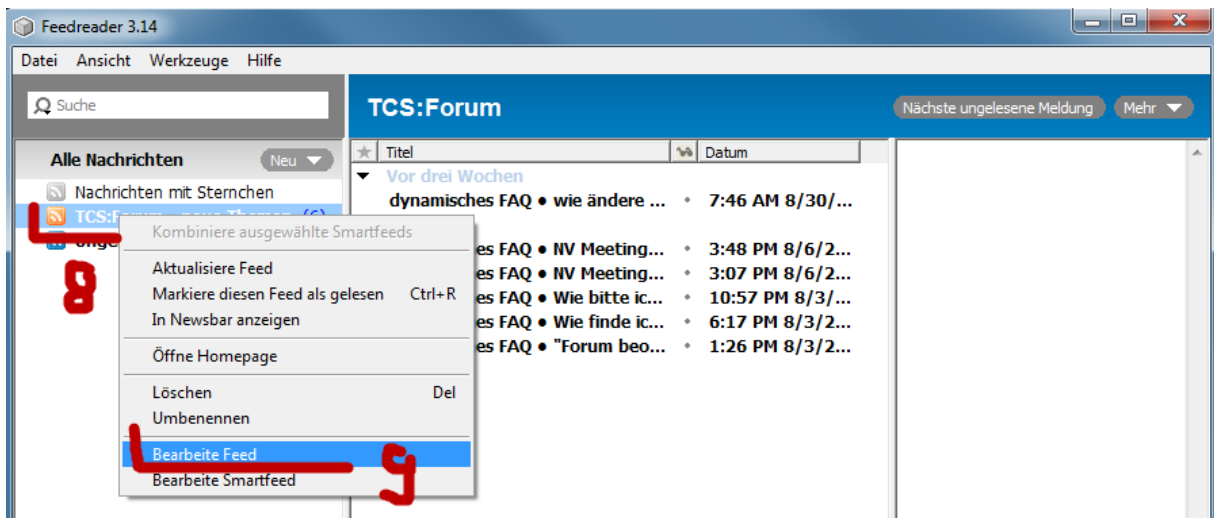 Feedreader 3.14
Datei Ansicht Werkzeuge Hilfe
Suche
TCS:Forum
Nächste ungelesene Meldung
Mehr
Alle Nachrichten
Neu
Titel
Datum
Nachrichten mit Sternchen
Vor drei Wochen
dynamisches FAQ • wie ändere ... 7:46 AM 8/30/...
TCS:F
(6)
unge
Kombiniere ausgewählte Smartfeeds
es FAQ • NV Meeting... 3:48 PM 8/6/2...
Aktualisiere Feed
es FAQ • NV Meeting... 3:07 PM 8/6/2...
Markiere diesen Feed als gelesen Ctrl+R
es FAQ • Wie bitte ic... 10:57 PM 8/3/...
In Newsbar anzeigen
es FAQ • Wie finde ic... 6:17 PM 8/3/2...
Öffne Homepage
es FAQ • "Forum beo... 1:26 PM 8/3/2...
8
Löschen Del
Umbenennen
Bearbeite Feed
9
Bearbeite Smartfeed